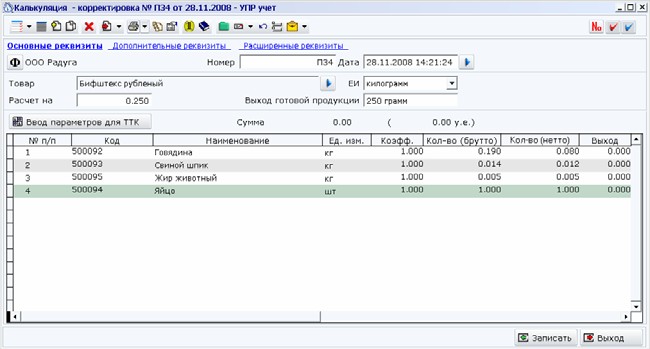 Калькуляция - корректировка № П34 от 28.11.2008 - УПР учет
№
Основные реквизиты Дополнительные реквизиты Расширенные реквизиты
Ф ООО Радуга Номер П34 Дата 28.11.2008 14:21:24
Товар Бифштекс рубленый ЕИ килограмм
Расчет на 0.250 Выход готовой продукции 250 грамм
Ввод параметров для ТТК Сумма 0.00 ( 0.00 у.е.)
№ п/п Код Наименование Ед. изм. Коэфф. Кол-во (брутто) Кол-во (нетто) Выход
1 500092 Говядина кг 1.000 0.190 0.080 0.000
2 500093 Свиной шпик кг 1.000 0.014 0.012 0.000
3 500095 Жир животный кг 1.000 0.005 0.005 0.000
4 500094 Яйцо шт 1.000 1.000 1.000 0.000
Записать Выход